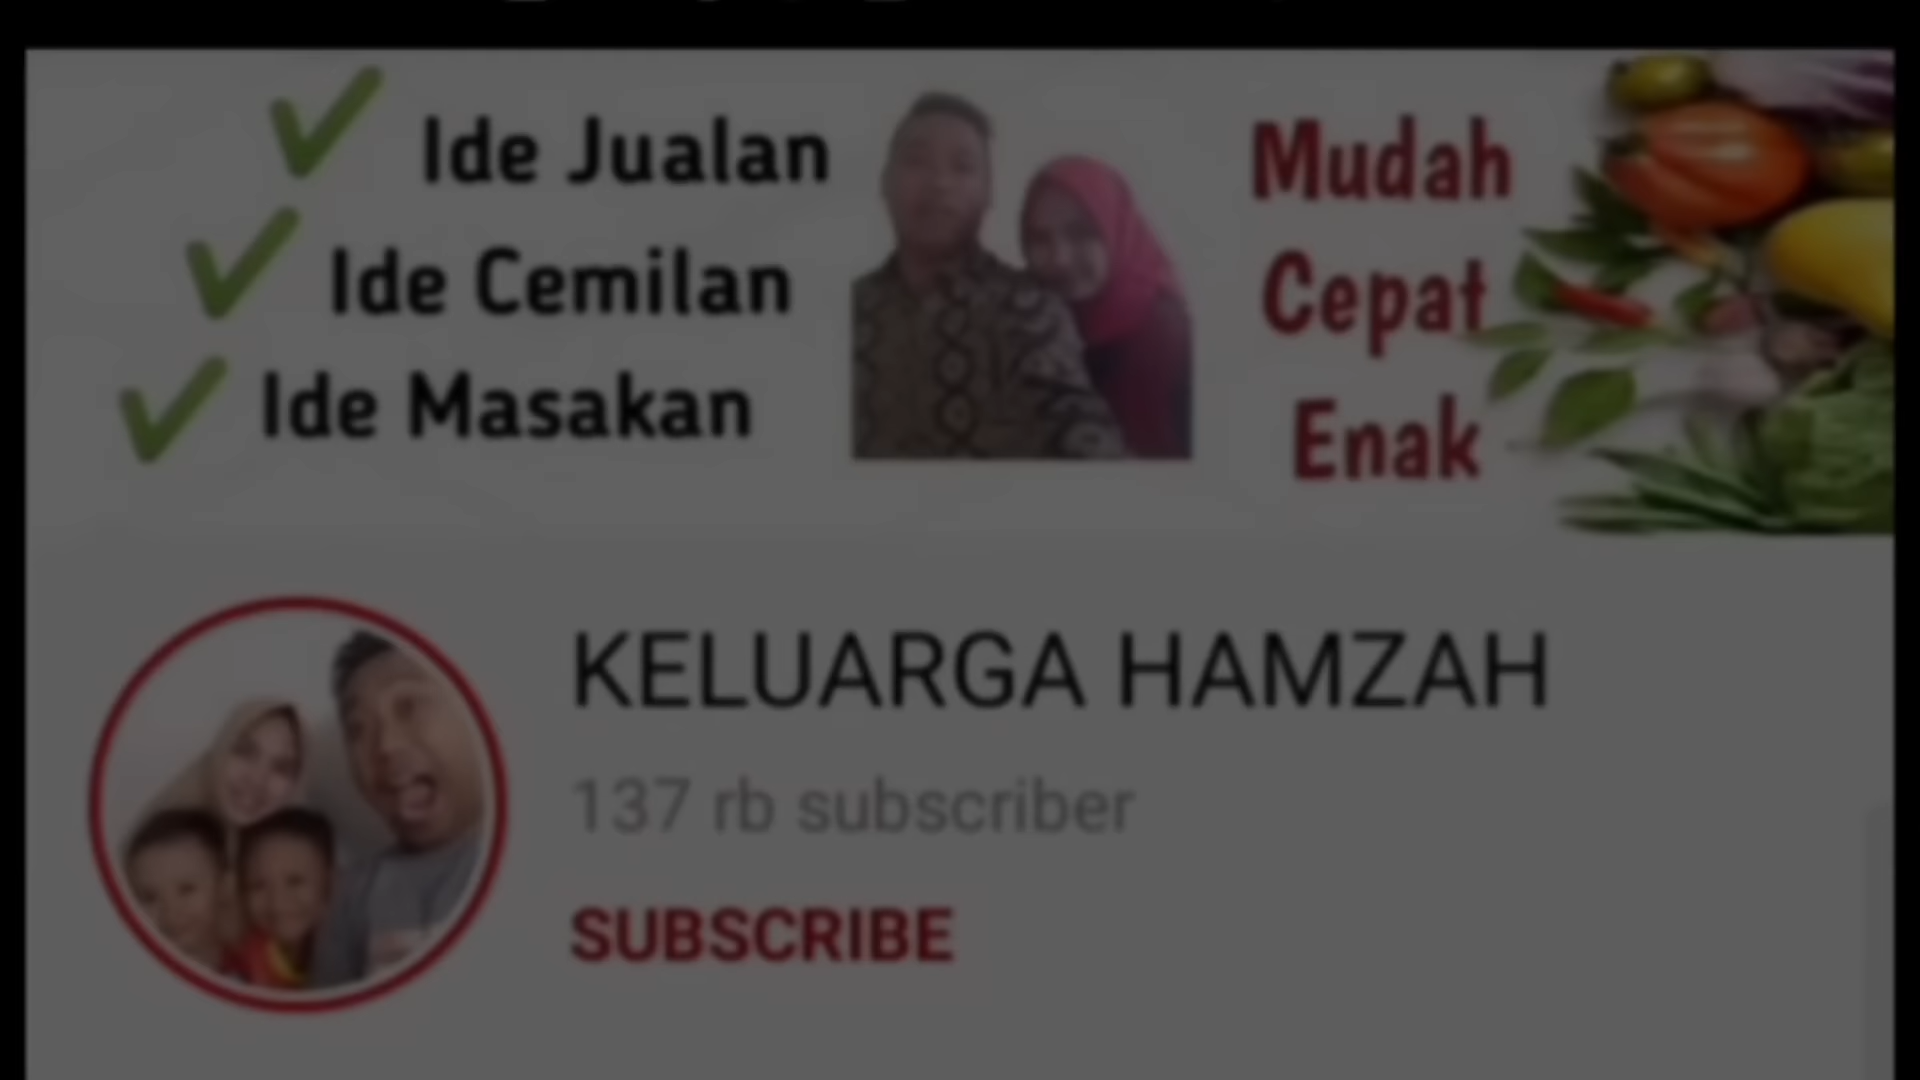 Ide Jualan
Ide Cemilan
Ide Masakan
Mudah
Cepat
Enak
KELUARGA HAMZAH
137 rb subscriber
SUBSCRIBE